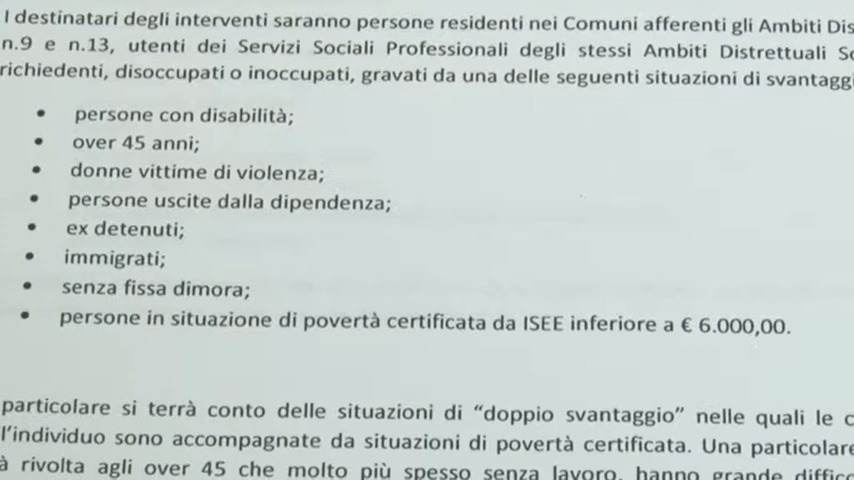 I destinatari degli interventi saranno persone residenti nei Comuni afferenti gli Ambiti
n.9 e n.13, utenti dei Servizi Sociali Professionali degli stessi Ambiti Distrettuali
richiedenti, disoccupati o inoccupati, gravati da una delle seguenti situazioni di
• persone con disabilità;
• over 45 anni;
• donne vittime di violenza;
• persone uscite dalla dipendenza;
• ex detenuti;
• immigrati;
• senza fissa dimora;
• persone in situazione di povertà certificata da ISEE inferiore a € 6.000,00.
particolare si terrà conto delle situazioni di “doppio svantaggio” nelle quali le
l’individuo sono accompagnate da situazioni di povertà certificata. Una particolare
rivolta agli over 45 che molto più spesso senza lavoro, hanno grande